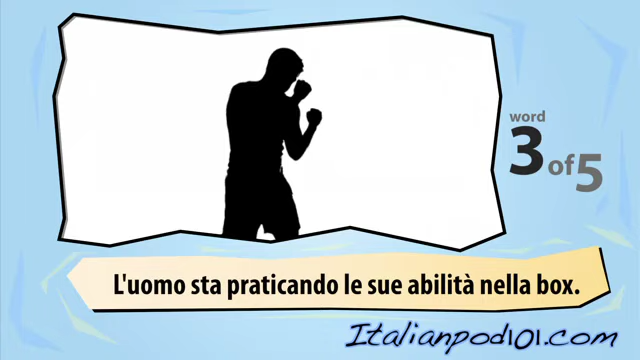 word
3 of 5
L'uomo sta praticando le sue abilità nella box.
Italianpod101.com